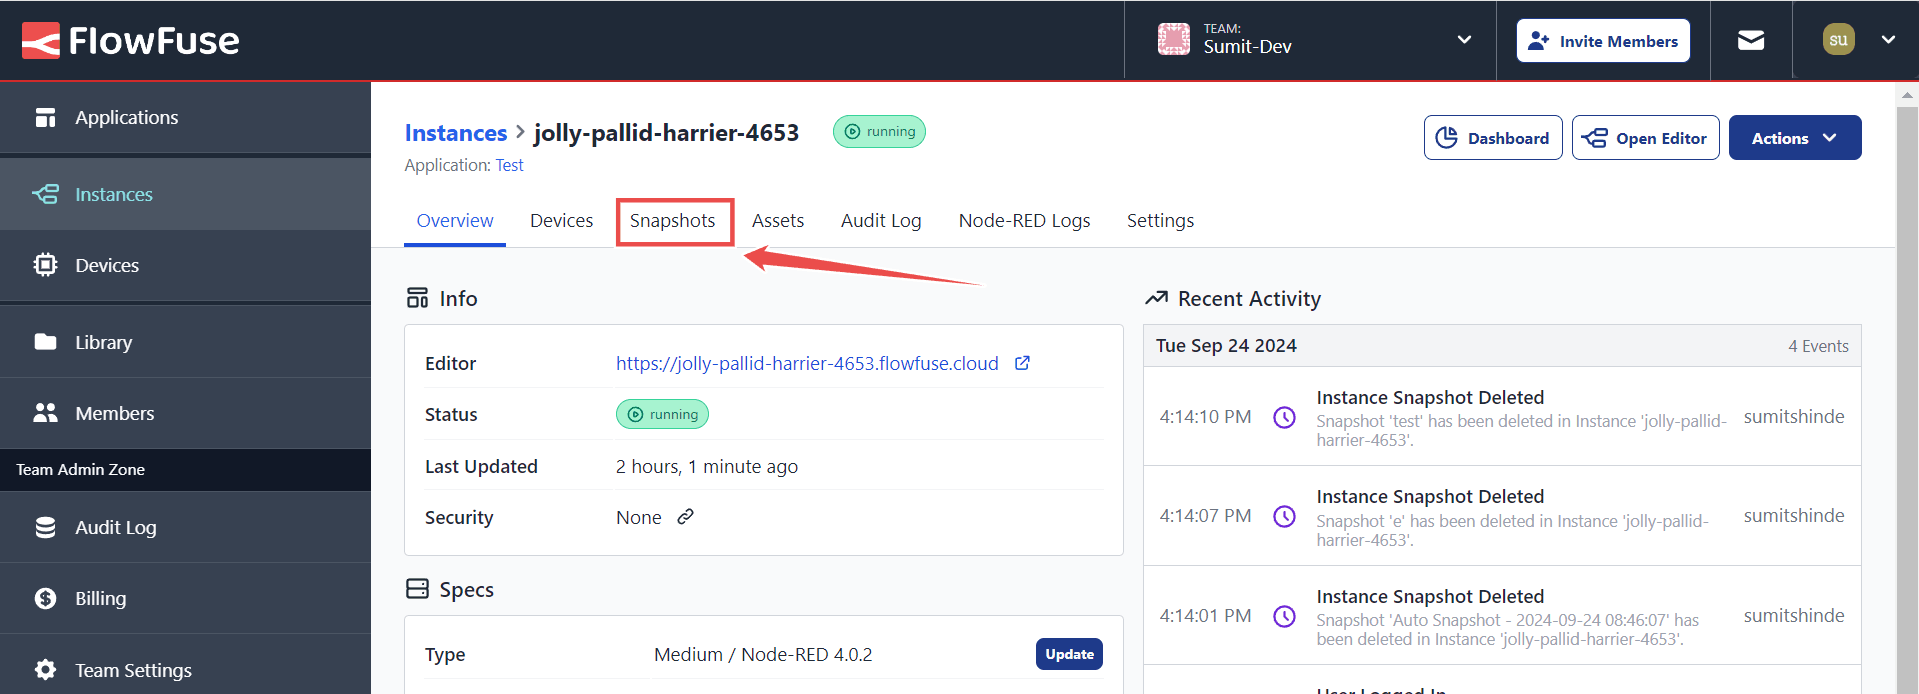 FlowFuse
TEAM:
Sumit-Dev
Invite Members
su
Applications
Instances
Devices
Library
Members
Team Admin Zone
Audit Log
Billing
Team Settings
Instances > jolly-pallid-harrier-4653
running
Application: Test
Dashboard
Open Editor
Actions
Overview
Devices
Snapshots
Assets
Audit Log
Node-RED Logs
Settings
Info
Editor
https://jolly-pallid-harrier-4653.flowfuse.cloud
Status
running
Last Updated
2 hours, 1 minute ago
Security
None
Specs
Type
Medium / Node-RED 4.0.2
Update
Recent Activity
Tue Sep 24 2024
4 Events
4:14:10 PM
Instance Snapshot Deleted
Snapshot 'test' has been deleted in Instance 'jolly-pallid-
harrier-4653'.
sumitshinde
4:14:07 PM
Instance Snapshot Deleted
Snapshot 'e' has been deleted in Instance 'jolly-pallid-
harrier-4653'.
sumitshinde
4:14:01 PM
Instance Snapshot Deleted
Snapshot 'Auto Snapshot - 2024-09-24 08:46:07' has
been deleted in Instance 'jolly-pallid-harrier-4653'.
sumitshinde
User Logged In